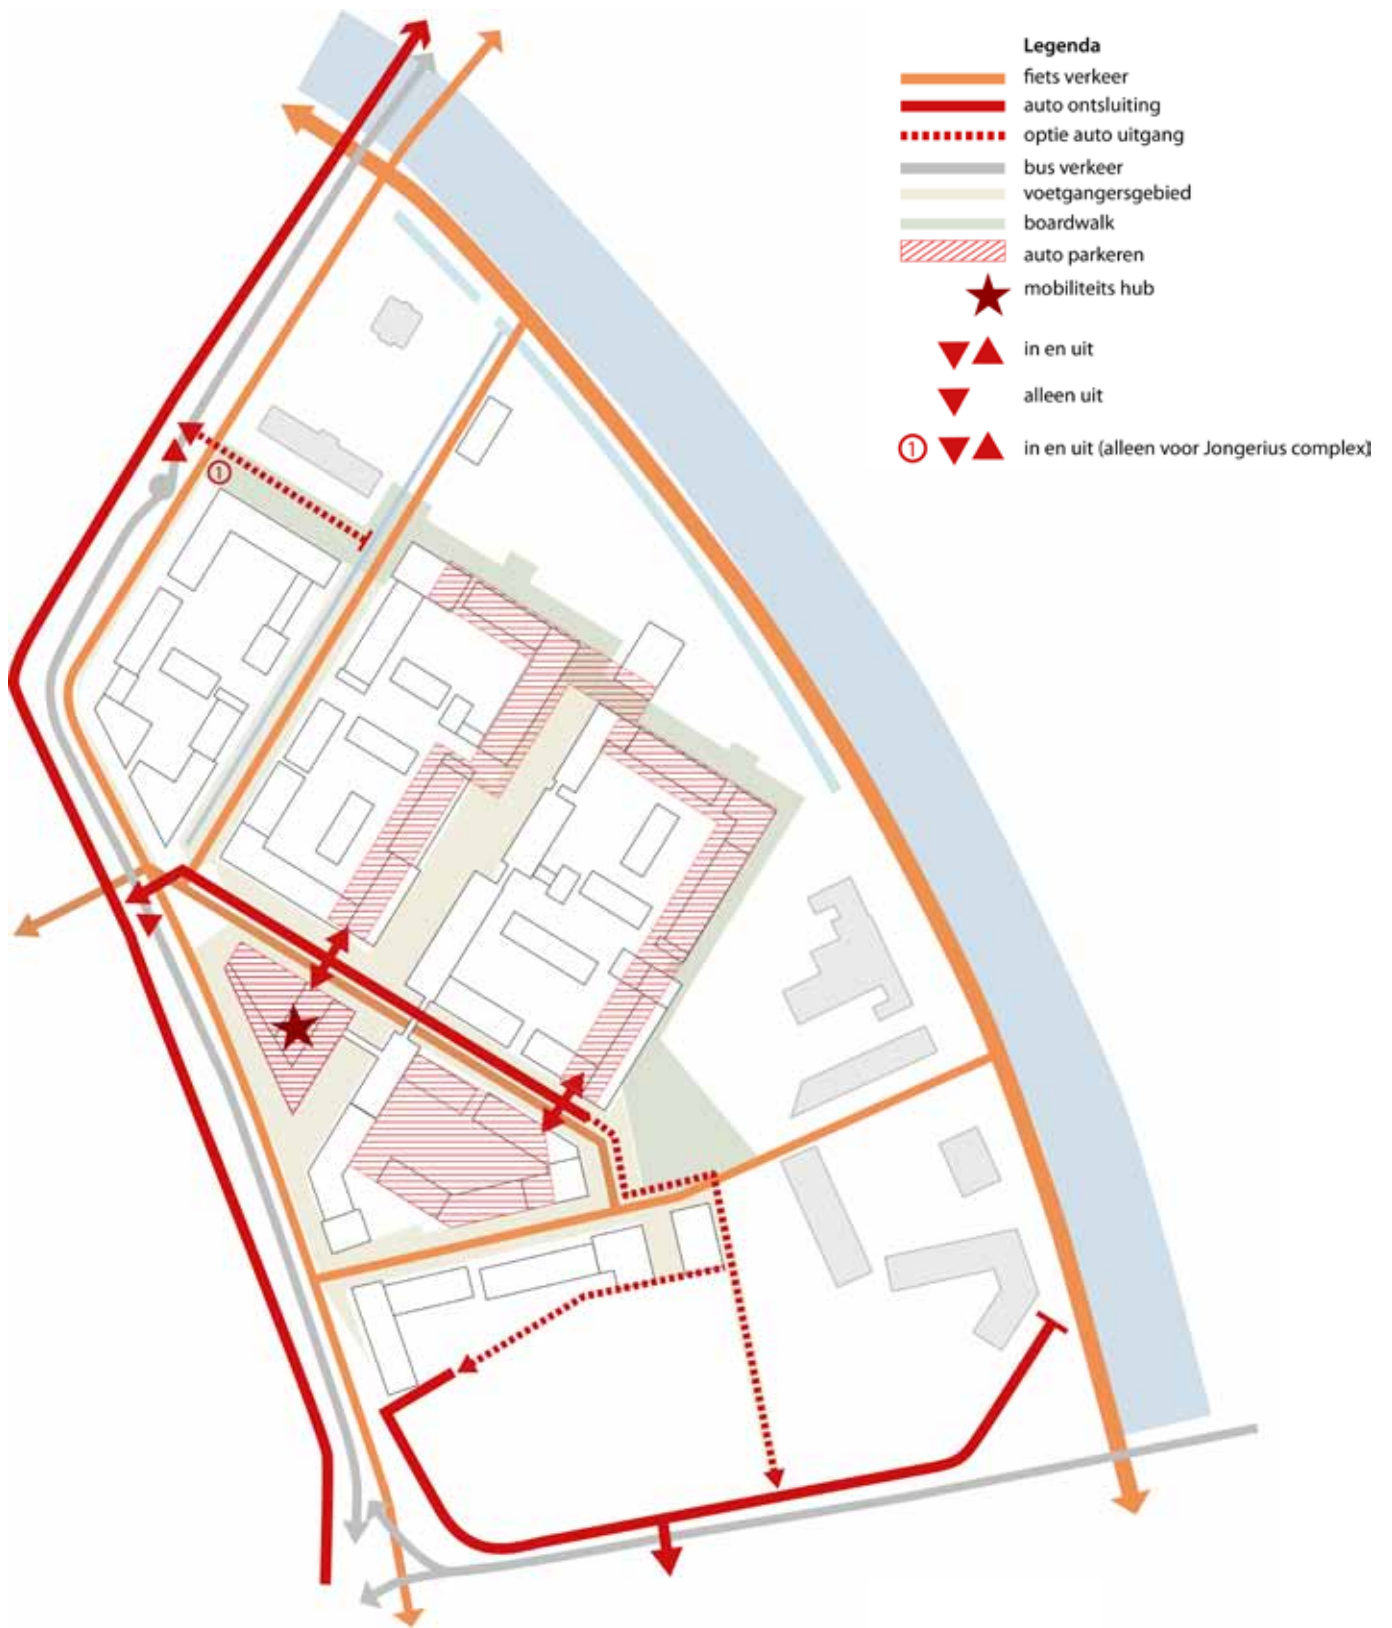 Legenda
fiets verkeer
auto ontsluiting
optie auto uitgang
bus verkeer
voetgangersgebied
boardwalk
auto parkeren
mobiliteits hub
in en uit
alleen uit
1 in en uit (alleen voor Jongerius complex)
1